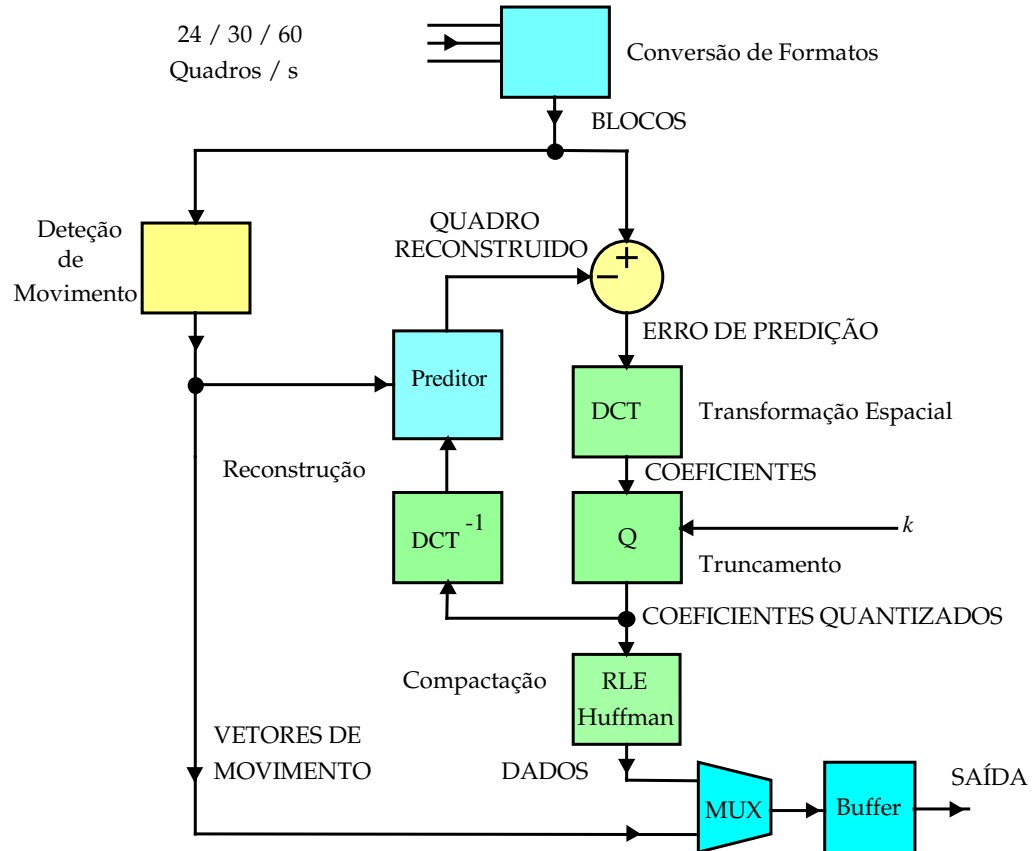 24 / 30 / 60
Quadros / s
Conversão de Formatos
BLOCOS
Deteção
de
Movimento
QUADRO
RECONSTRUIDO
+
−
ERRO DE PREDIÇÃO
Preditor
DCT
Transformação Espacial
Reconstrução
COEFICIENTES
DCT -1
Q
k
Truncamento
COEFICIENTES QUANTIZADOS
Compactação
RLE
Huffman
VETORES DE
MOVIMENTO
DADOS
MUX
Buffer
SAÍDA